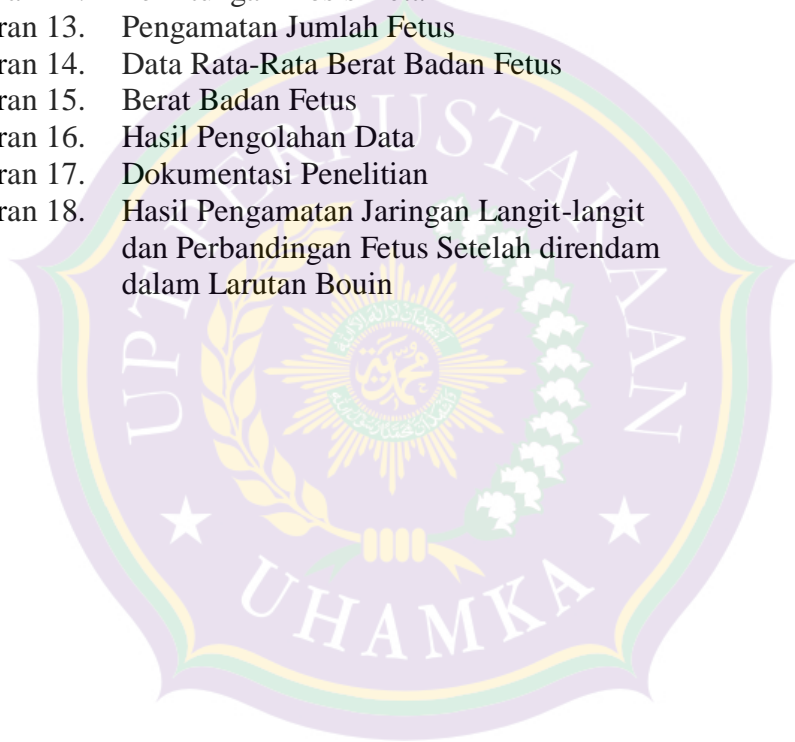 ran 13. Pengamatan Jumlah Fetus
ran 14. Data Rata-Rata Berat Badan Fetus
ran 15. Berat Badan Fetus
ran 16. Hasil Pengolahan Data
ran 17. Dokumentasi Penelitian
ran 18. Hasil Pengamatan Jaringan Langit-langit
dan Perbandingan Fetus Setelah direndam
dalam Larutan Bouin
UPT PERPUSTAKAAN
UHAMKA